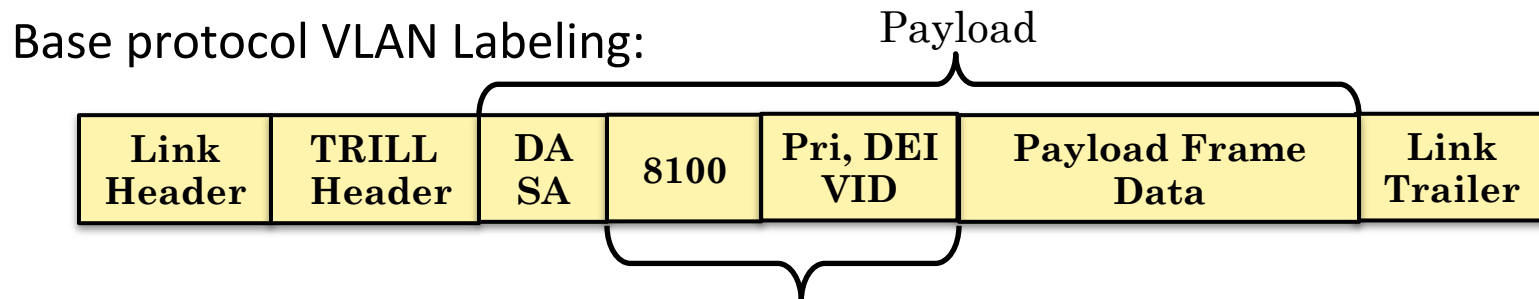 Base protocol VLAN Labeling:
Payload
Link Header
TRILL Header
DA SA
8100
Pri, DEI VID
Payload Frame Data
Link Trailer